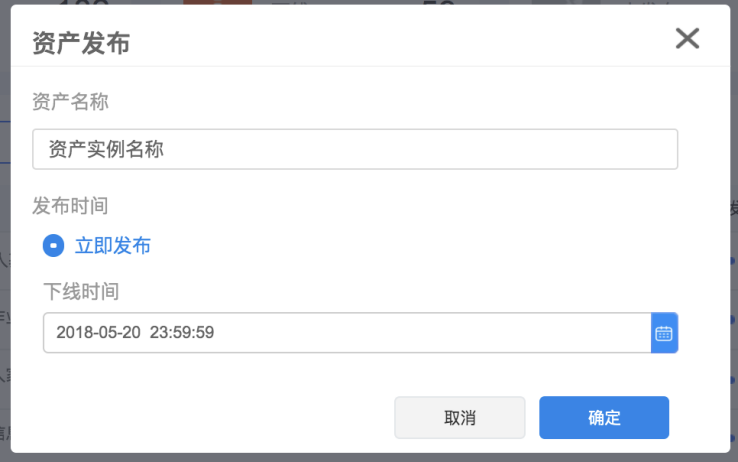 资产发布
资产名称
资产实例名称
发布时间
立即发布
下线时间
2018-05-20 23:59:59
取消
确定